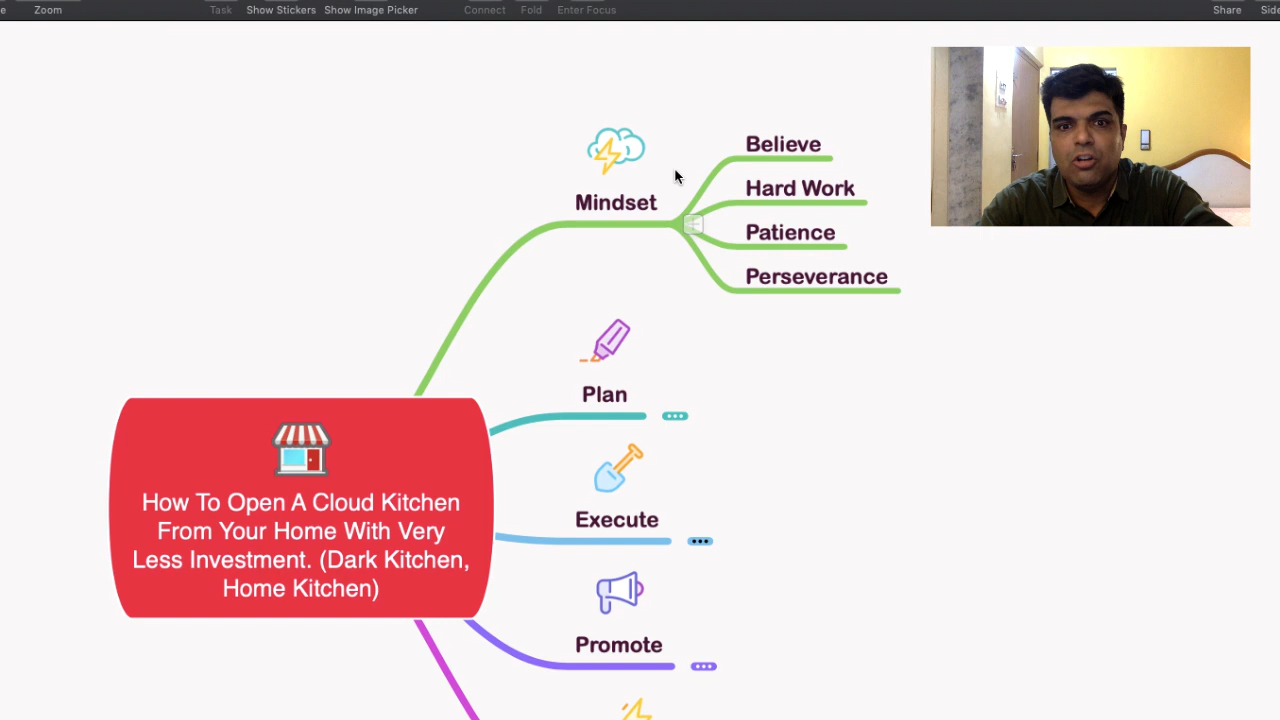 Zoom
Task
Show Stickers
Show Image Picker
Connect
Fold
Enter Focus
Share
Mindset
Believe
Hard Work
Patience
Perseverance
Plan
Execute
Promote
How To Open A Cloud Kitchen
From Your Home With Very
Less Investment. (Dark Kitchen,
Home Kitchen)